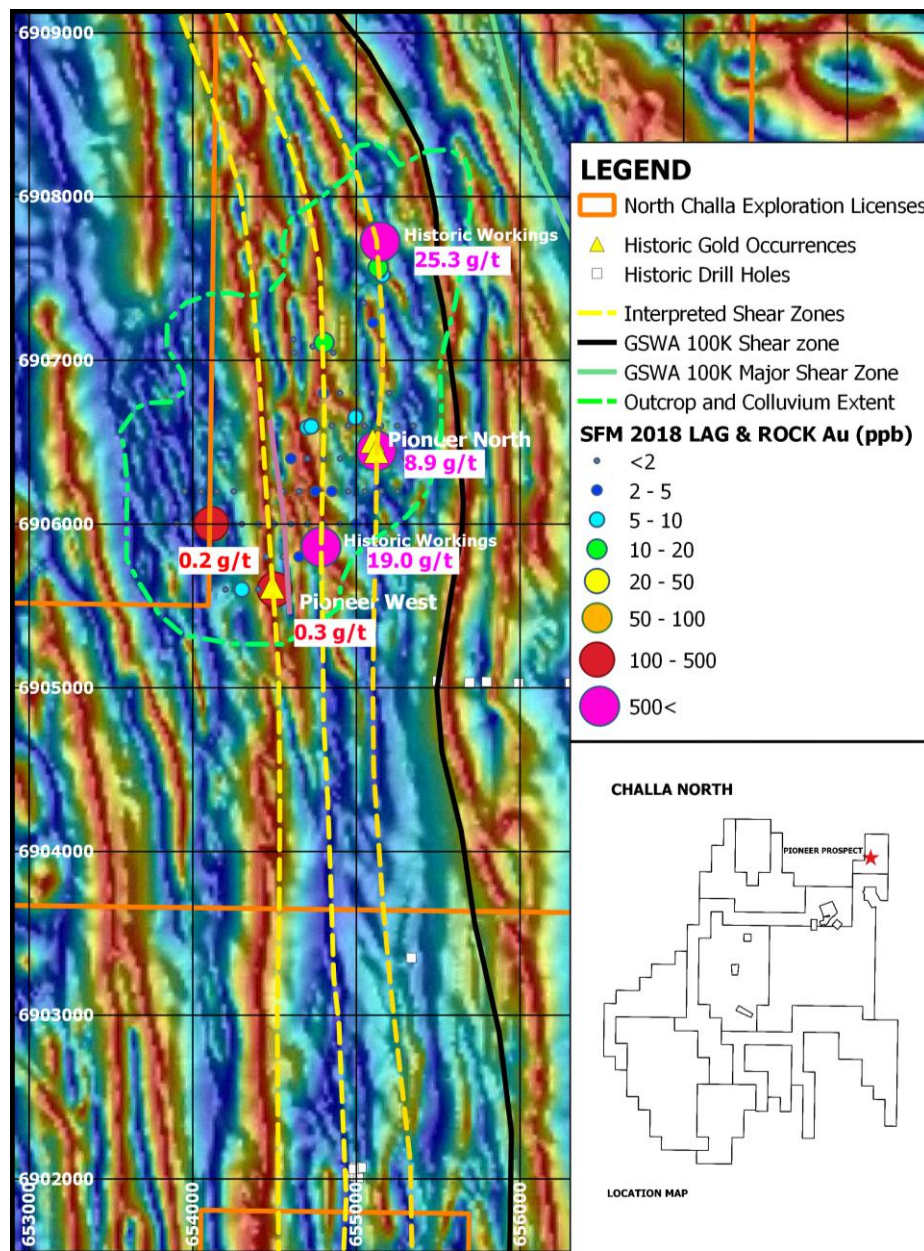 6909000
6908000
6907000
6906000
6905000
6904000
6903000
6902000
653000
654000
655000
656000
Historic Workings
25.3 g/t
Pioneer North
8.9 g/t
0.2 g/t
Historic Workings
19.0 g/t
Pioneer West
0.3 g/t
LEGEND
North Challa Exploration Licenses
Historic Gold Occurrences
Historic Drill Holes
Interpreted Shear Zones
GSWA 100K Shear zone
GSWA 100K Major Shear Zone
Outcrop and Colluvium Extent
SFM 2018 LAG & ROCK Au (ppb)
<2
2 - 5
5 - 10
10 - 20
20 - 50
50 - 100
100 - 500
500<
CHALLA NORTH
PIONEER PROSPECT
LOCATION MAP